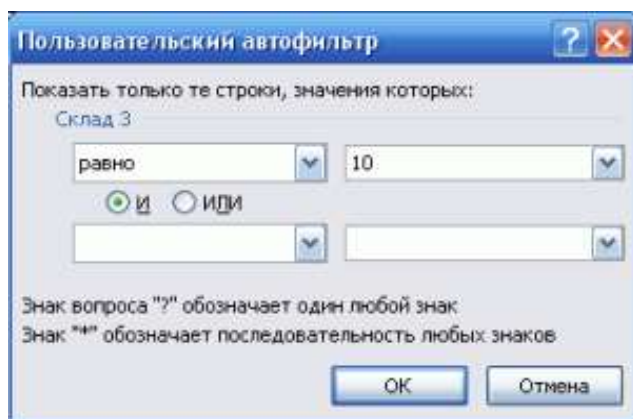 Пользовательский автофильтр
Показать только те строки, значения которых:
Склад 3
равно 10
И ИЛИ
Знак вопроса "?" обозначает один любой знак
Знак "*" обозначает последовательность любых знаков
ОК Отмена